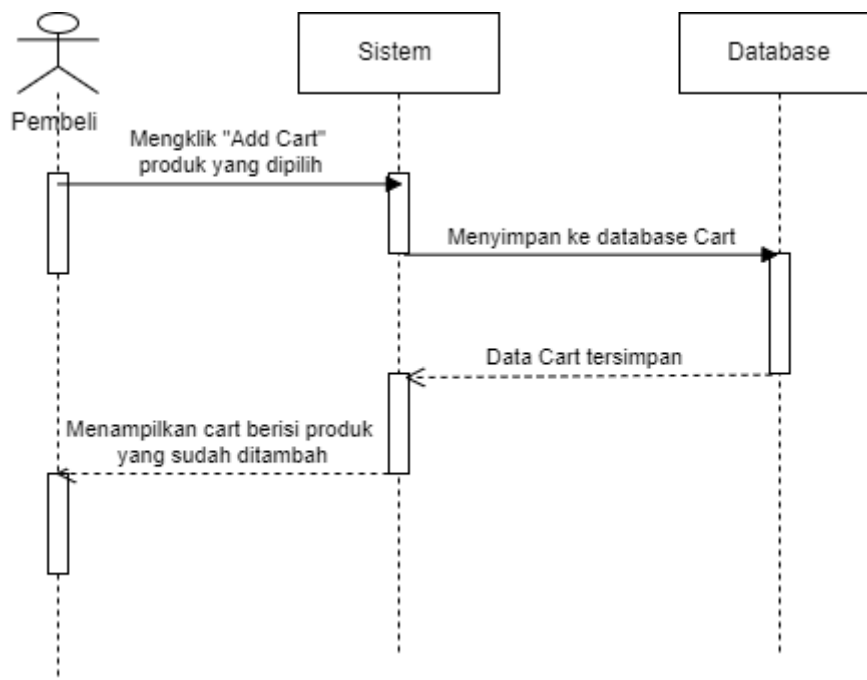 Sistem
Database
Pembeli
Mengklik "Add Cart"
produk yang dipilih
Menyimpan ke database Cart
Data Cart tersimpan
Menampilkan cart berisi produk
yang sudah ditambah